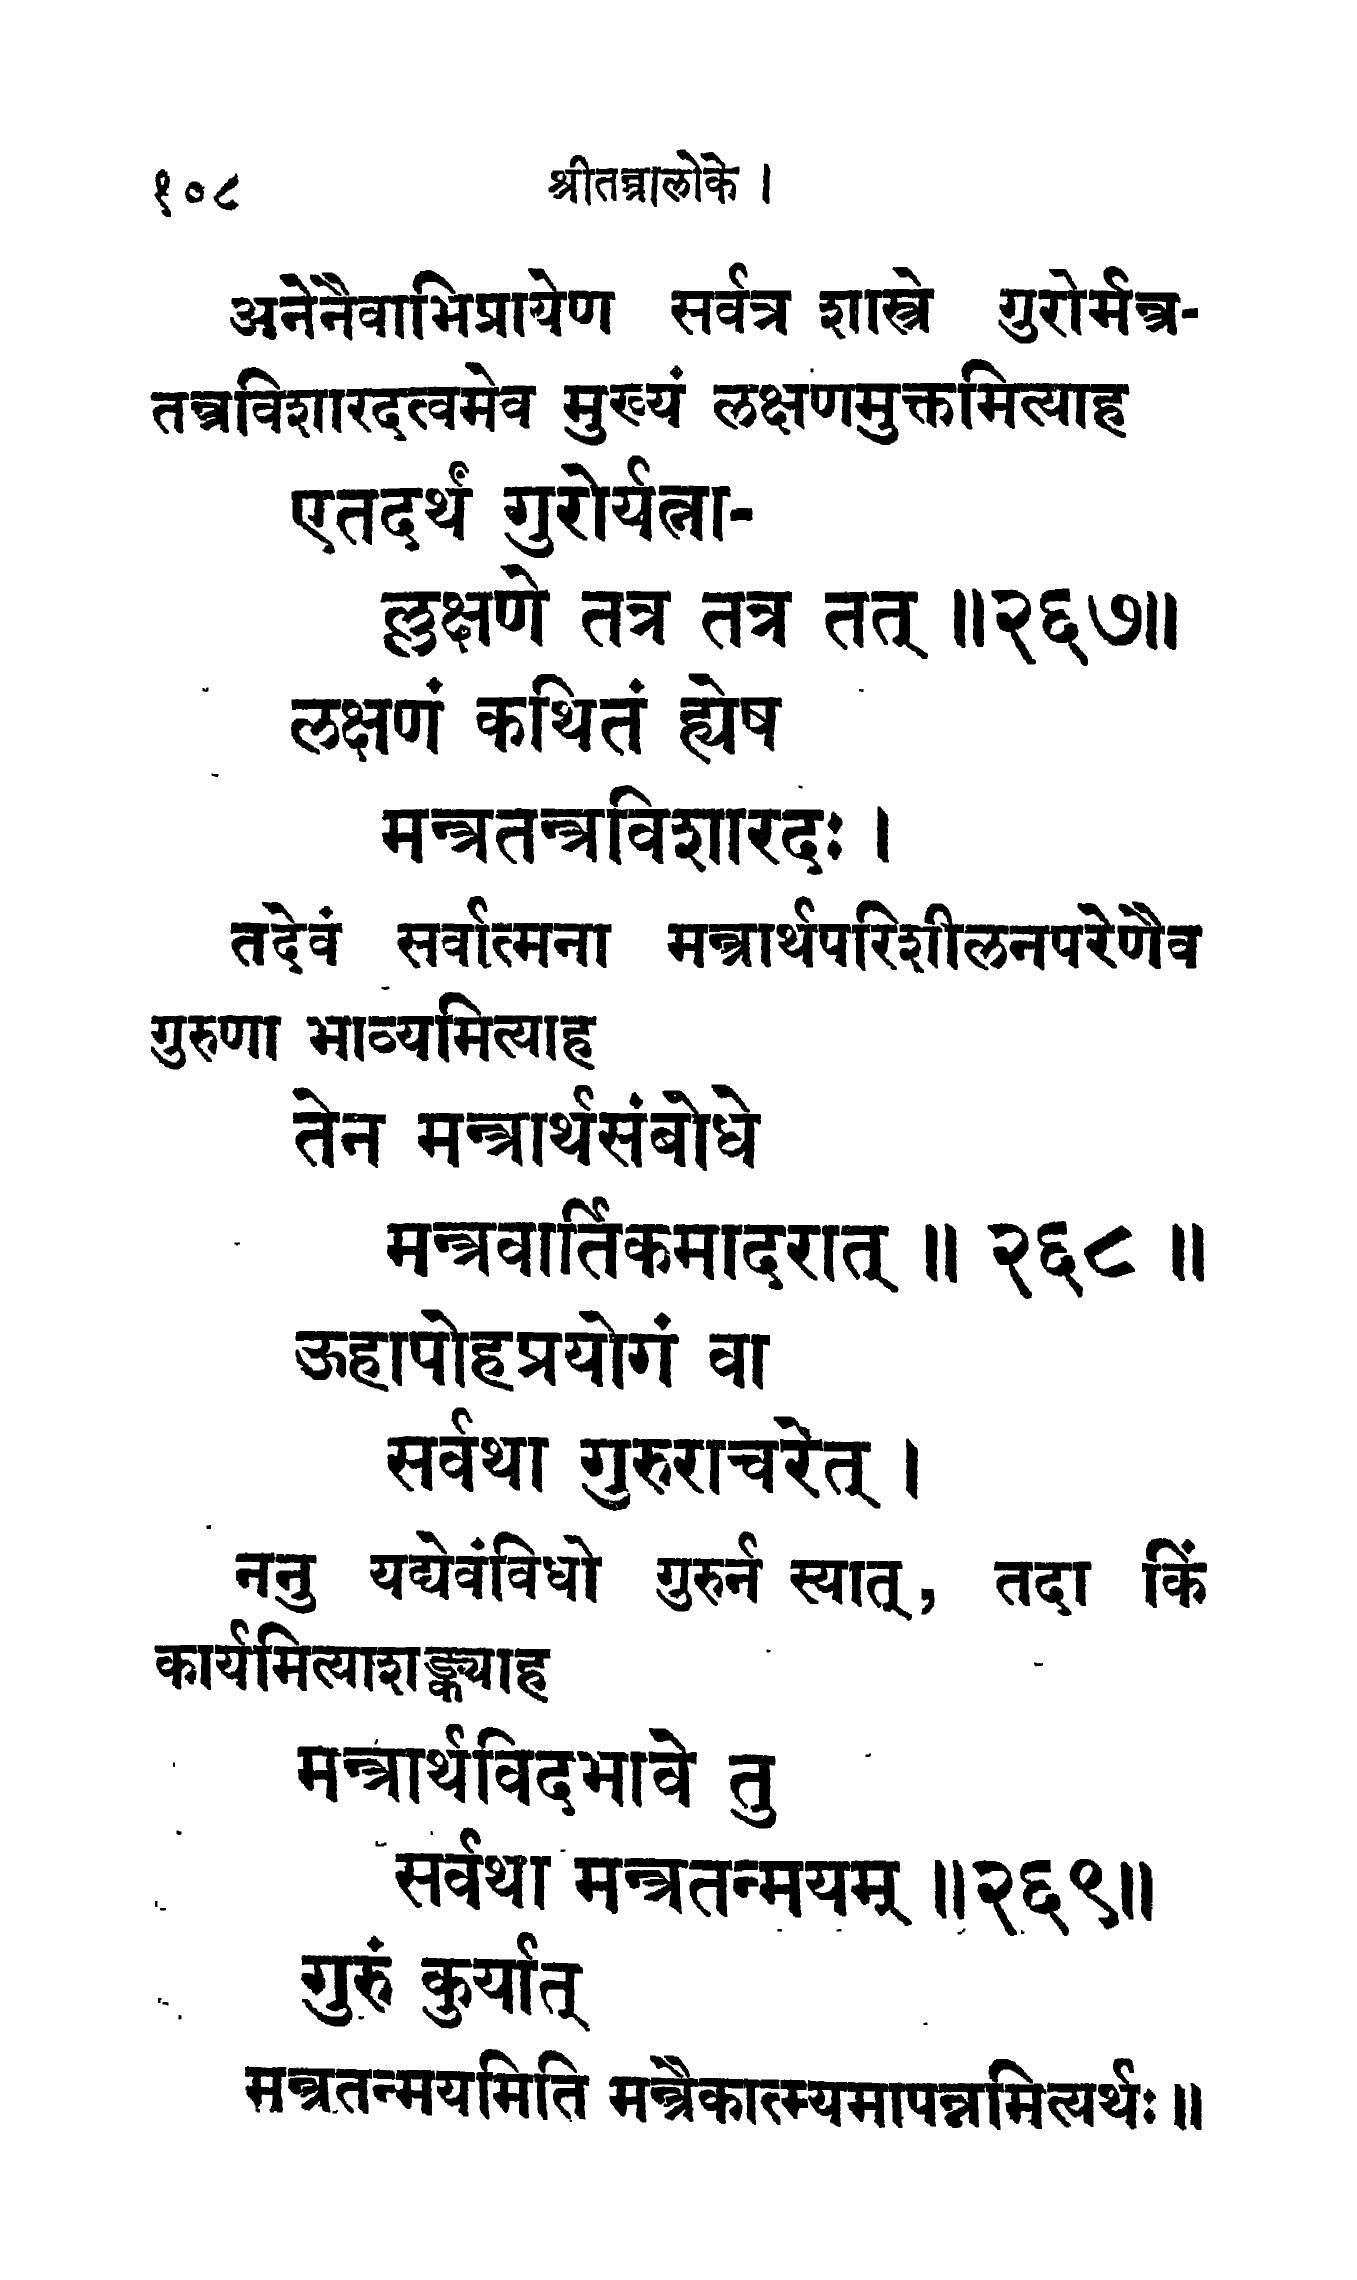 १०८ श्रीतन्त्रालोके ।
अनेनैवाभिप्रायेण सर्वत्र शास्त्रे गुरोर्मन्त्र-
तन्त्रविशारदत्वमेव मुख्यं लक्षणमुक्तमित्याह
एतदर्थं गुरोर्यत्ना-
ल्लक्षणे तत्र तत्र तत् ॥२६७॥
लक्षणं कथितं ह्येष
मन्त्रतन्त्रविशारदः ।
तदेवं सर्वात्मना मन्त्रार्थपरिशीलनपरेणैव
गुरुणा भाव्यमित्याह
तेन मन्त्रार्थसंबोधे
मन्त्रवार्तिकमादरात् ॥ २६८ ॥
ऊहापोहप्रयोगं वा
सर्वथा गुरुराचरेत् ।
ननु यद्येवंविधो गुरुर्न स्यात्, तदा किं
कार्यमित्याशङ्क्याह
मन्त्रार्थविदभावे तु
सर्वथा मन्त्रतन्मयम् ॥२६९॥
गुरुं कुर्यात्
मन्त्रतन्मयमिति मन्त्रैकात्म्यमापन्नमित्यर्थः॥